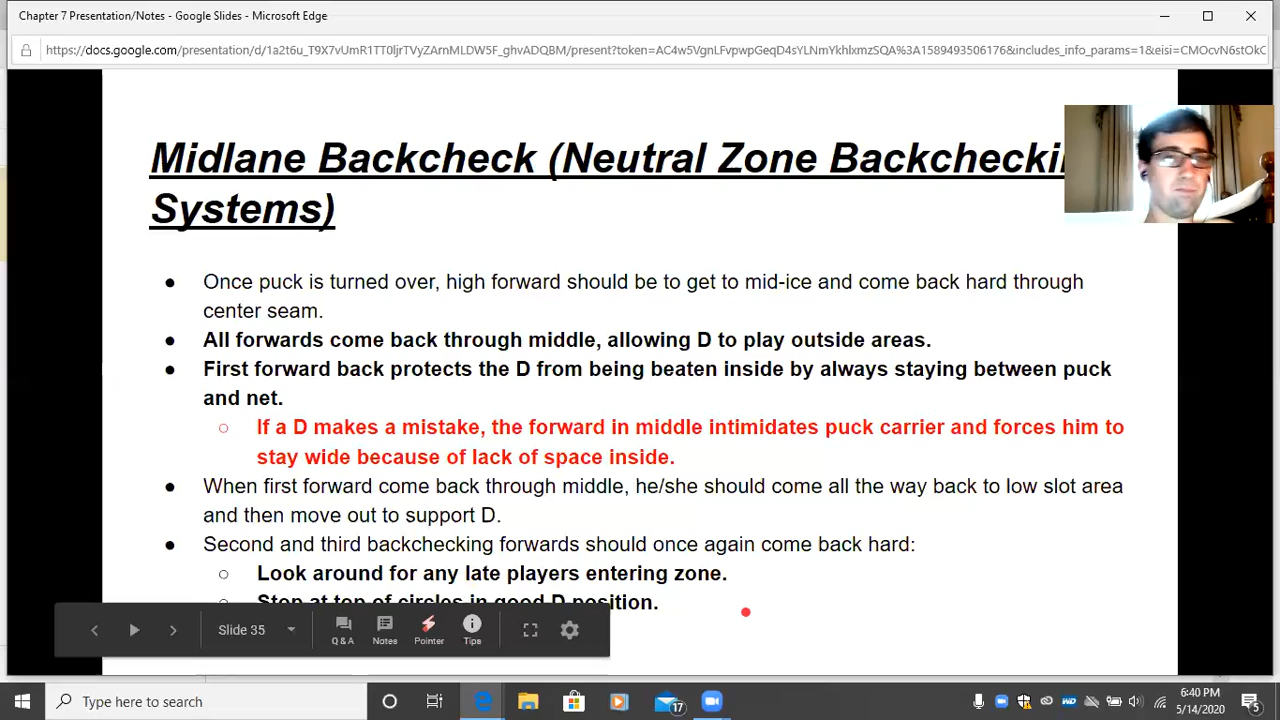 Chapter 7 Presentation/Notes - Google Slides - Microsoft Edge
Midlane Backcheck (Neutral Zone Backchecki
Systems)
● Once puck is turned over, high forward should be to get to mid-ice and come back hard through
center seam.
● All forwards come back through middle, allowing D to play outside areas.
● First forward back protects the D from being beaten inside by always staying between puck
and net.
○ If a D makes a mistake, the forward in middle intimidates puck carrier and forces him to
stay wide because of lack of space inside.
● When first forward come back through middle, he/she should come all the way back to low slot area
and then move out to support D.
● Second and third backchecking forwards should once again come back hard:
○ Look around for any late players entering zone.
○ Stop at top of circles in good D position.
Slide 35
Q & A Notes Pointer Tips
Type here to search
17
WD
6:40 PM
5/14/2020
5